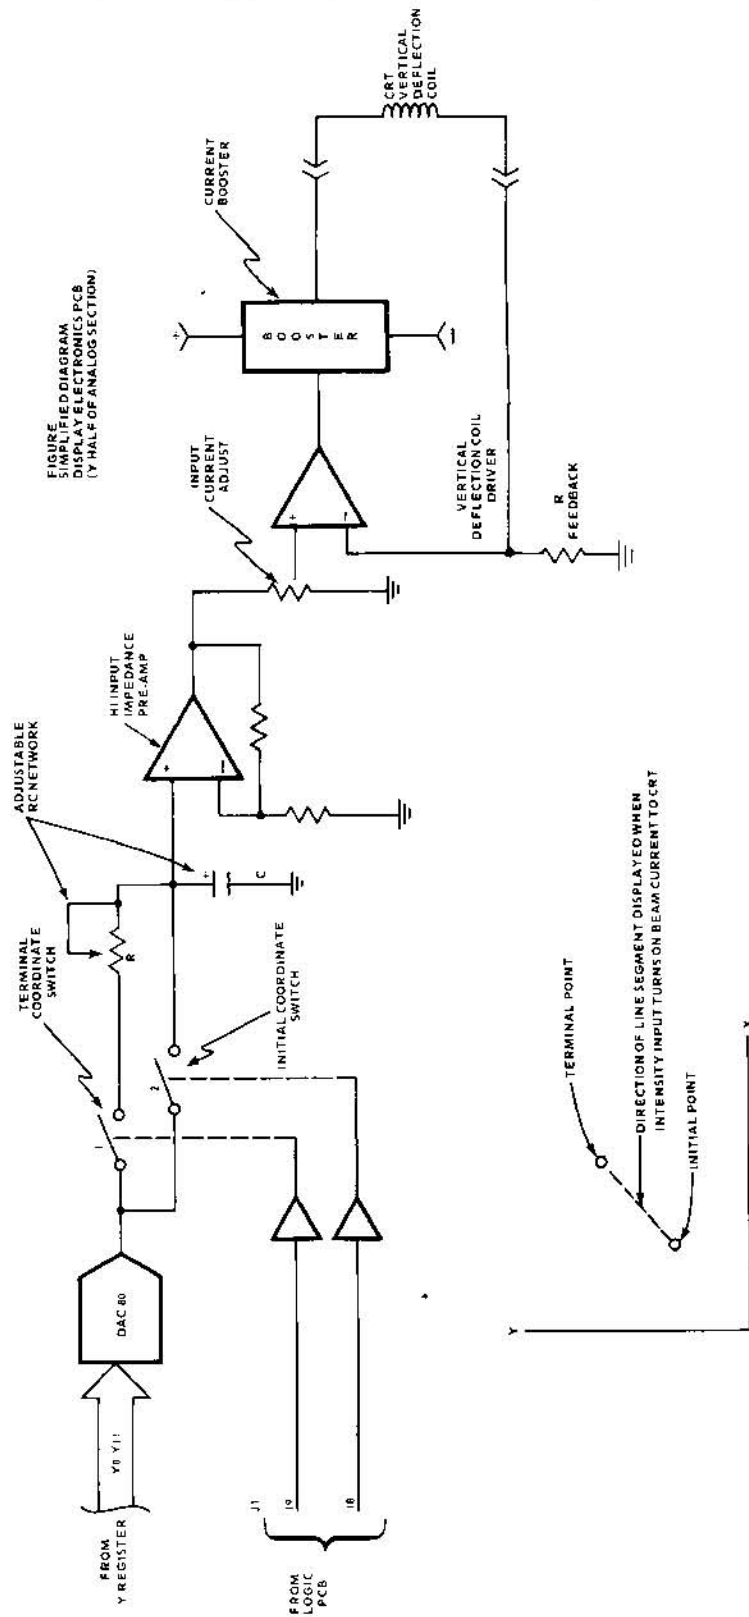 FIGURE
SIMPLIFIED DIAGRAM
DISPLAY ELECTRONICS PCB
(Y HALF OF ANALOG SECTION)
FROM
Y REGISTER
Y0-Y11
DAC 80
TERMINAL
COORDINATE
SWITCH
1
2
INITIAL COORDINATE
SWITCH
ADJUSTABLE
RC NETWORK
R
+
C
HI INPUT
IMPEDANCE
PRE-AMP
+
−
INPUT
CURRENT
ADJUST
+
−
VERTICAL
DEFLECTION COIL
DRIVER
R
FEEDBACK
CURRENT
BOOSTER
+
BOOSTER
−
CRT
VERTICAL
DEFLECTION
COIL
FROM
LOGIC
PCB
J1
19
18
Y
X
TERMINAL POINT
DIRECTION OF LINE SEGMENT DISPLAYED WHEN
INTENSITY INPUT TURNS ON BEAM CURRENT TO CRT
INITIAL POINT